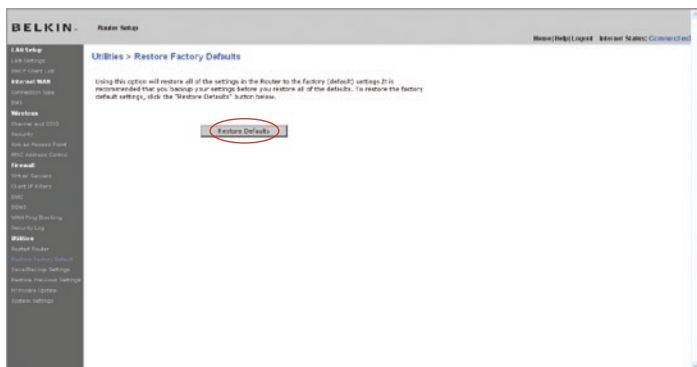 BELKIN. Router Setup
Home|Help|Logout Internet Status: Connected
LAN Setup
LAN Settings
DHCP Client List
Internet WAN
Connection Type
DNS
Wireless
Channel and SSID
Security
Use as Access Point
MAC Address Control
Firewall
Virtual Servers
Client IP Filters
DMZ
DDNS
WAN Ping Blocking
Security Log
Utilities
Restart Router
Restore Factory Default
Save/Backup Settings
Restore Previous Settings
Firmware Update
System Settings
Utilities > Restore Factory Defaults
Using this option will restore all of the settings in the Router to the factory (default) settings.It is
recommended that you backup your settings before you restore all of the defaults. To restore the factory
default settings, click the "Restore Defaults" button below.
Restore Defaults